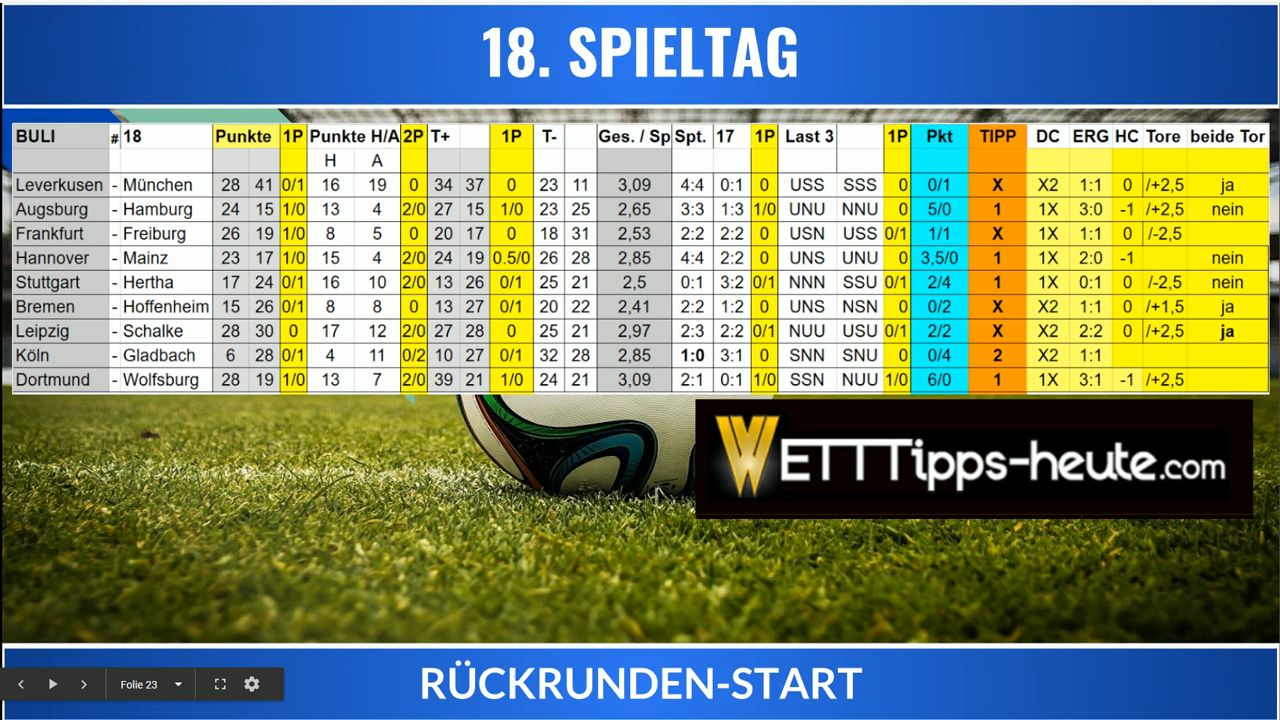 18. SPIELTAG
BULI # 18 Punkte 1P Punkte H/A 2P T+ 1P T- Ges. / Sp Spt. 17 1P Last 3 1P Pkt TIPP DC ERG HC Tore beide Tor
H A
Leverkusen - München 28 41 0/1 16 19 0 34 37 0 23 11 3,09 4:4 0:1 0 USS SSS 0 0/1 X X2 1:1 0 /+2,5 ja
Augsburg - Hamburg 24 15 1/0 13 4 2/0 27 15 1/0 23 25 2,65 3:3 1:3 1/0 UNU NNU 0 5/0 1 1X 3:0 -1 /+2,5 nein
Frankfurt - Freiburg 26 19 1/0 8 5 0 20 17 0 18 31 2,53 2:2 2:2 0 USN USS 0/1 1/1 X 1X 1:1 0 /-2,5
Hannover - Mainz 23 17 1/0 15 4 2/0 24 19 0.5/0 26 28 2,85 4:4 2:2 0 UNS UNU 0 3,5/0 1 1X 2:0 -1 nein
Stuttgart - Hertha 17 24 0/1 16 10 2/0 13 26 0/1 25 21 2,5 0:1 3:2 0/1 NNN SSU 0/1 2/4 1 1X 0:1 0 /-2,5 nein
Bremen - Hoffenheim 15 26 0/1 8 8 0 13 27 0/1 20 22 2,41 2:2 1:2 0 UNS NSN 0 0/2 X X2 1:1 0 /+1,5 ja
Leipzig - Schalke 28 30 0 17 12 2/0 27 28 0 25 21 2,97 2:3 2:2 0/1 NUU USU 0/1 2/2 X X2 2:2 0 /+2,5 ja
Köln - Gladbach 6 28 0/1 4 11 0/2 10 27 0/1 32 28 2,85 1:0 3:1 0 SNN SNU 0 0/4 2 X2 1:1
Dortmund - Wolfsburg 28 19 1/0 13 7 2/0 39 21 1/0 24 21 3,09 2:1 0:1 1/0 SSN NUU 1/0 6/0 1 1X 3:1 -1 /+2,5
WETTTipps-heute.com
RÜCKRUNDEN-START
Folie 23